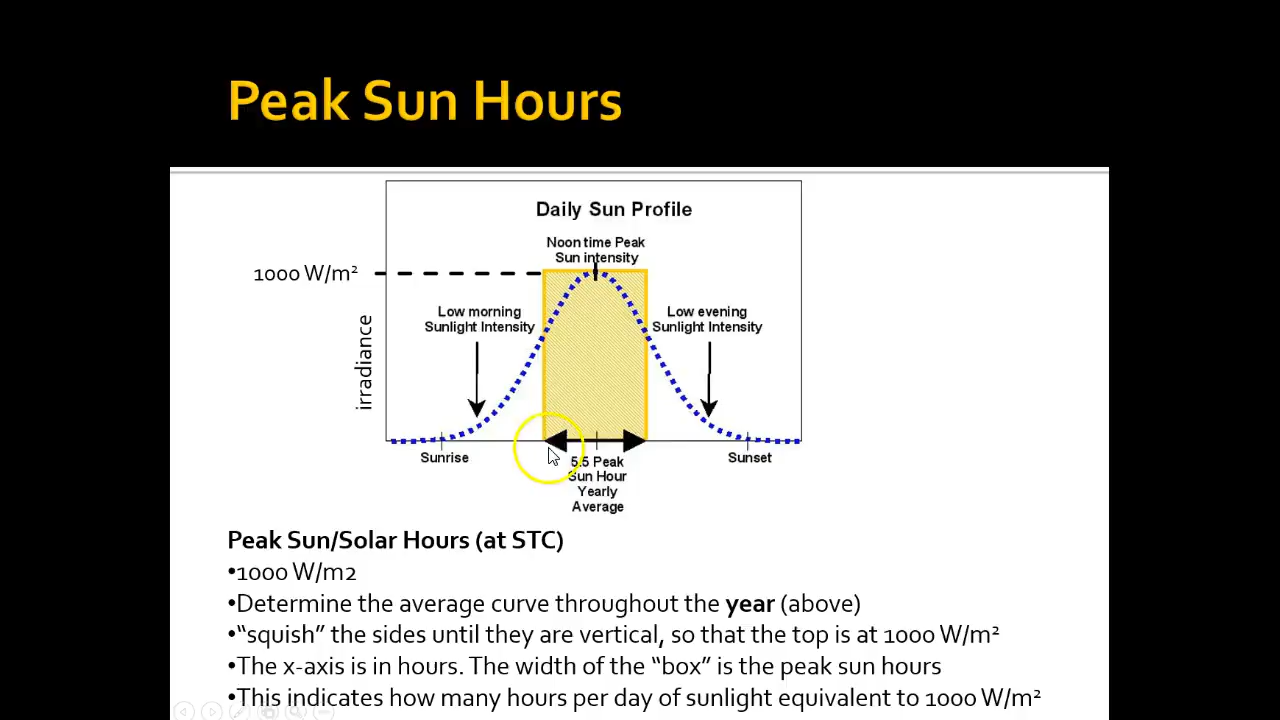 Peak Sun Hours
Daily Sun Profile
Noon time Peak
Sun intensity
1000 W/m²
Low morning
Sunlight Intensity
Low evening
Sunlight Intensity
irradiance
Sunrise
5.5 Peak
Sun Hour
Yearly
Average
Sunset
Peak Sun/Solar Hours (at STC)
•1000 W/m2
•Determine the average curve throughout the year (above)
•“squish” the sides until they are vertical, so that the top is at 1000 W/m²
•The x-axis is in hours. The width of the “box” is the peak sun hours
•This indicates how many hours per day of sunlight equivalent to 1000 W/m²